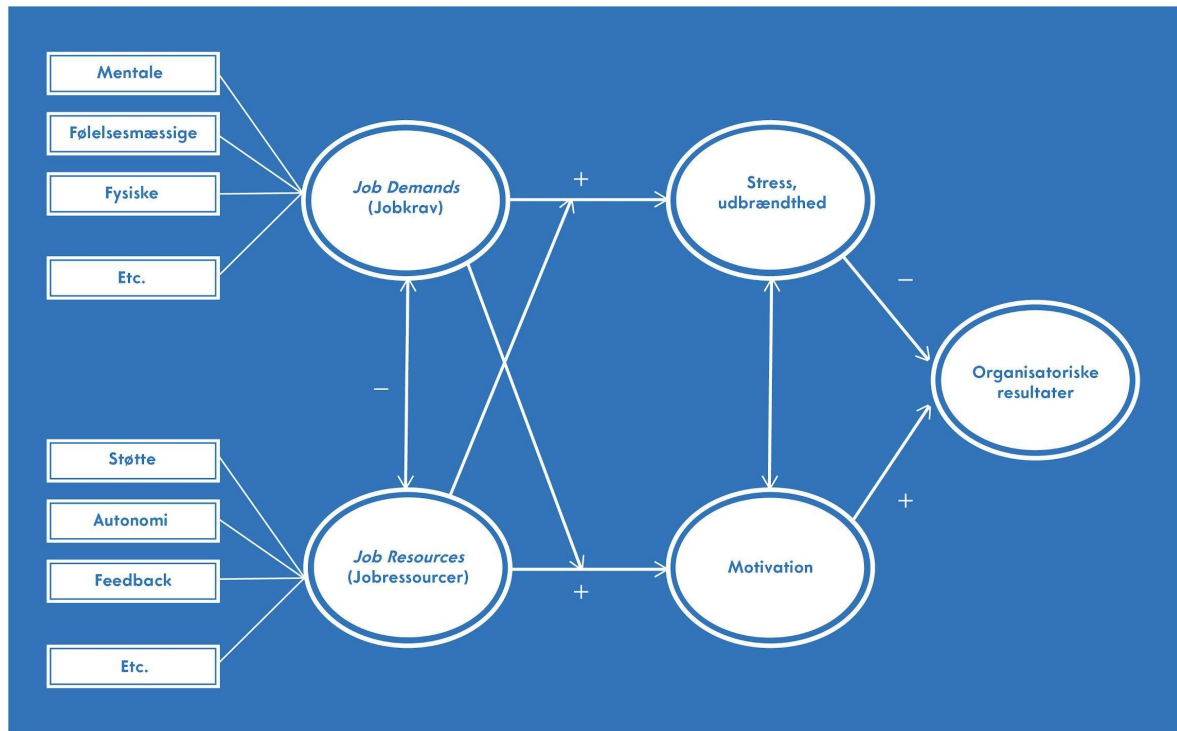 Mentale
Følelsesmæssige
Fysiske
Etc.
Job Demands
(Jobkrav)
+
Stress,
udbrændthed
–
–
Organisatoriske
resultater
Støtte
Autonomi
Feedback
Etc.
Job Resources
(Jobressourcer)
+
Motivation
+